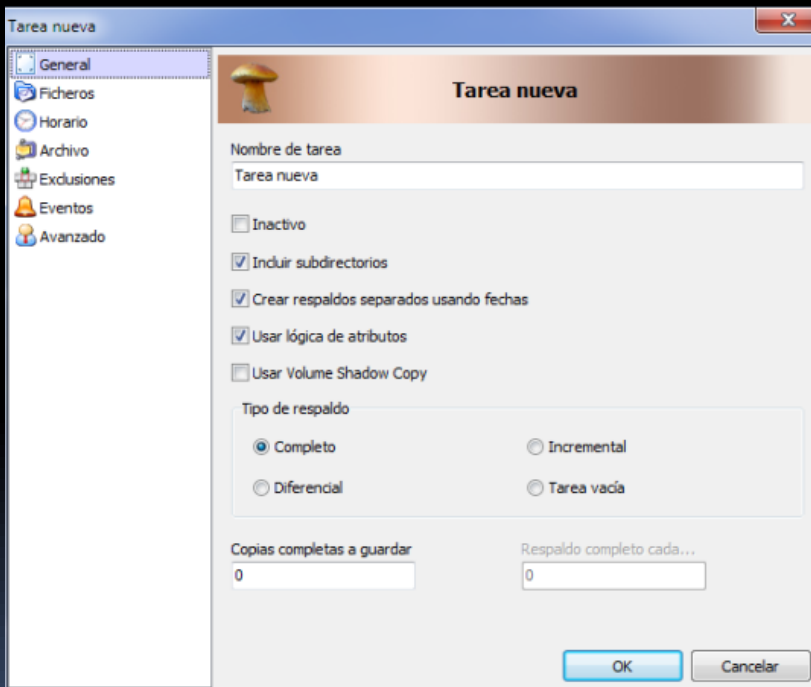 Tarea nueva
General
Ficheros
Horario
Archivo
Exclusiones
Eventos
Avanzado
Tarea nueva
Nombre de tarea
Tarea nueva
Inactivo
Incluir subdirectorios
Crear respaldos separados usando fechas
Usar lógica de atributos
Usar Volume Shadow Copy
Tipo de respaldo
Completo
Incremental
Diferencial
Tarea vacía
Copias completas a guardar
Respaldo completo cada...
0
0
OK
Cancelar